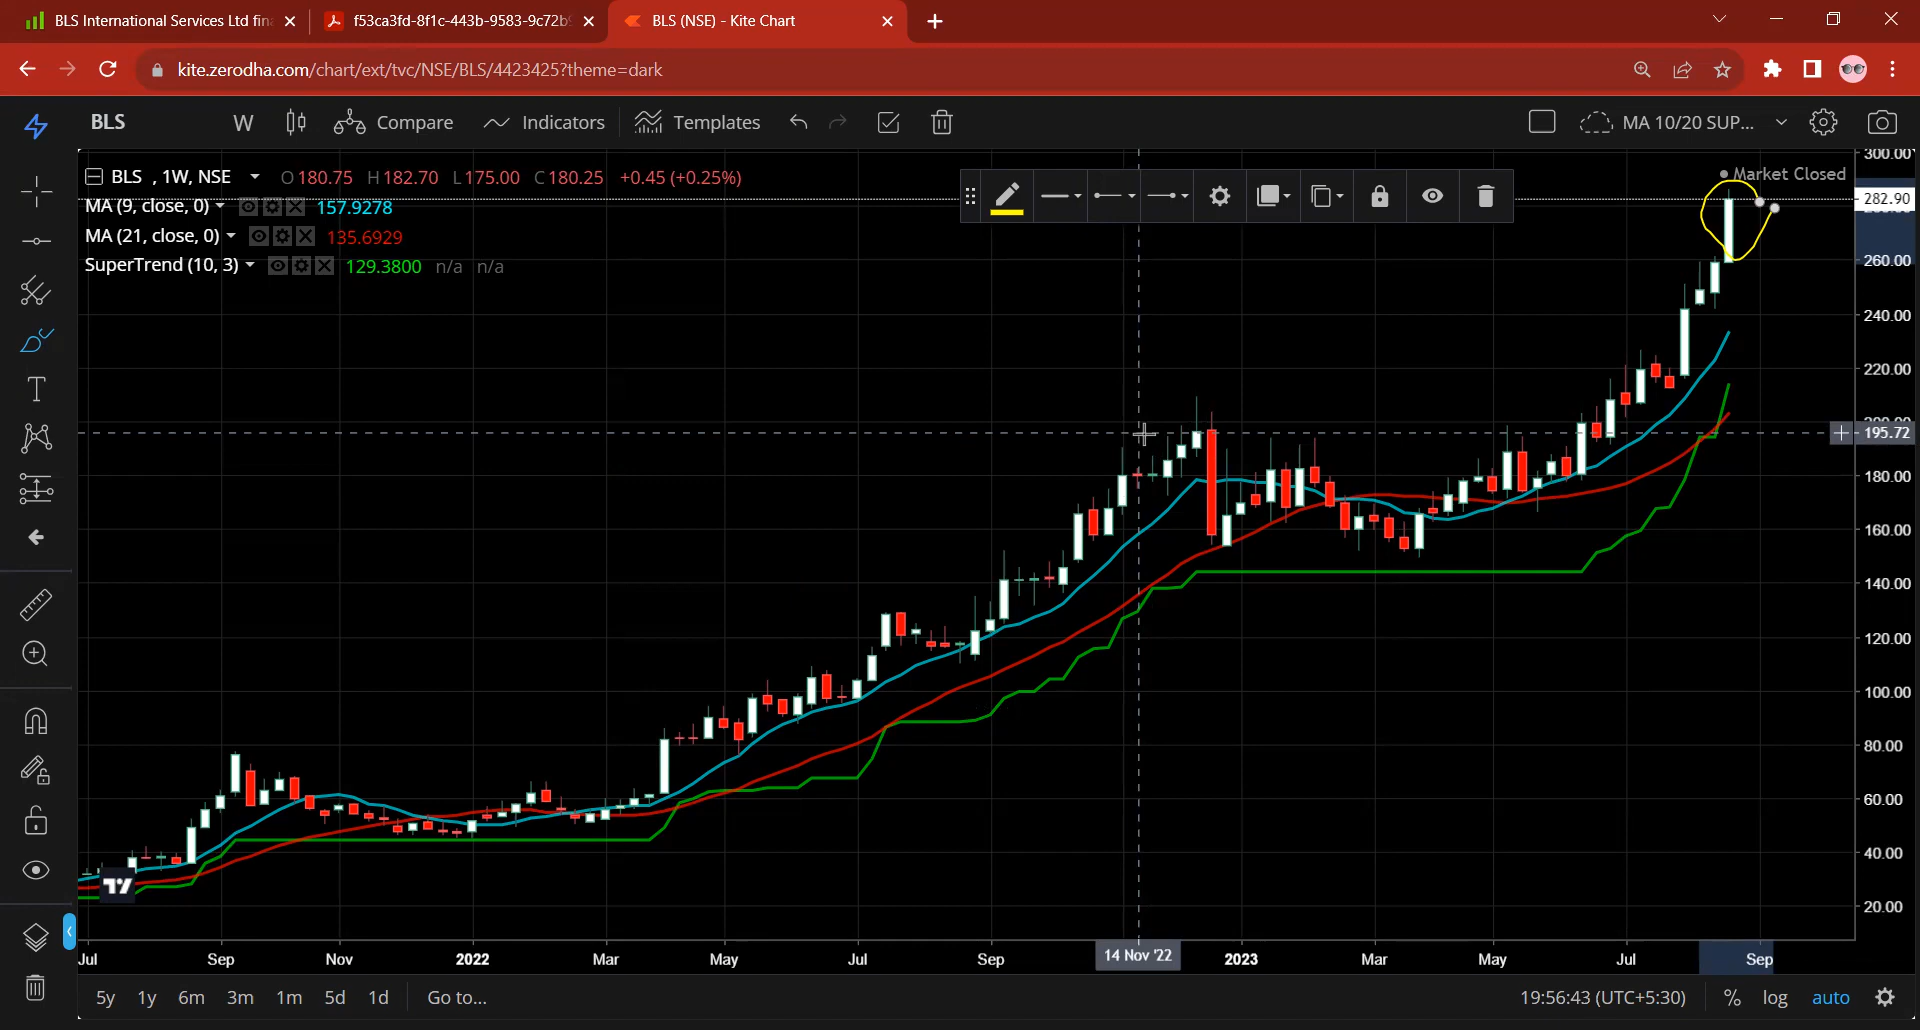 BLS International Services Ltd fin
f53ca3fd-8f1c-443b-9583-9c72b
BLS (NSE) - Kite Chart
kite.zerodha.com/chart/ext/tvc/NSE/BLS/4423425?theme=dark
BLS W Compare Indicators Templates MA 10/20 SUP...
BLS , 1W, NSE O180.75 H182.70 L175.00 C180.25 +0.45 (+0.25%)
Market Closed
MA (9, close, 0) 157.9278
MA (21, close, 0) 135.6929
SuperTrend (10, 3) 129.3800 n/a n/a
300.00
282.90
260.00
240.00
220.00
195.72
180.00
160.00
140.00
120.00
100.00
80.00
60.00
40.00
20.00
Jul Sep Nov 2022 Mar May Jul Sep 14 Nov '22 2023 Mar May Jul Sep
5y 1y 6m 3m 1m 5d 1d Go to... 19:56:43 (UTC+5:30) % log auto